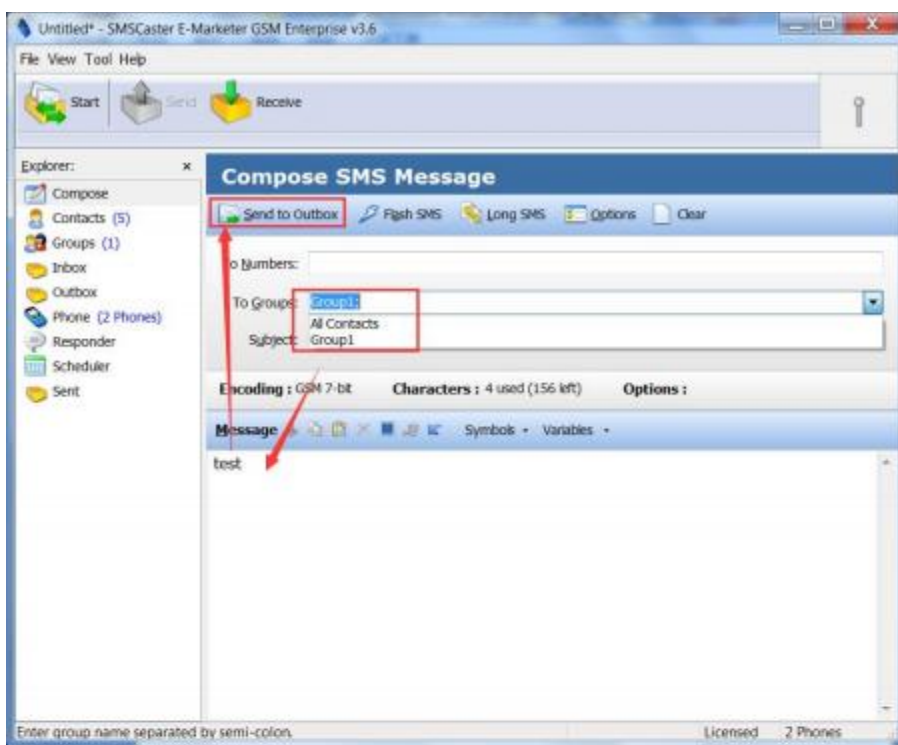 Untitled* - SMSCaster E-Marketer GSM Enterprise v3.6
File View Tool Help
Start Send Receive
Explorer: ×
Compose SMS Message
Compose
Send to Outbox Flash SMS Long SMS Options Clear
Contacts (5)
Groups (1)
To Numbers:
Inbox
Outbox
To Groups: Group1;
Phone (2 Phones)
All Contacts
Responder
Subject: Group1
Scheduler
Sent
Encoding : GSM 7-bit Characters : 4 used (156 left) Options :
Message Symbols Variables
test
Enter group name separated by semi-colon. Licensed 2 Phones